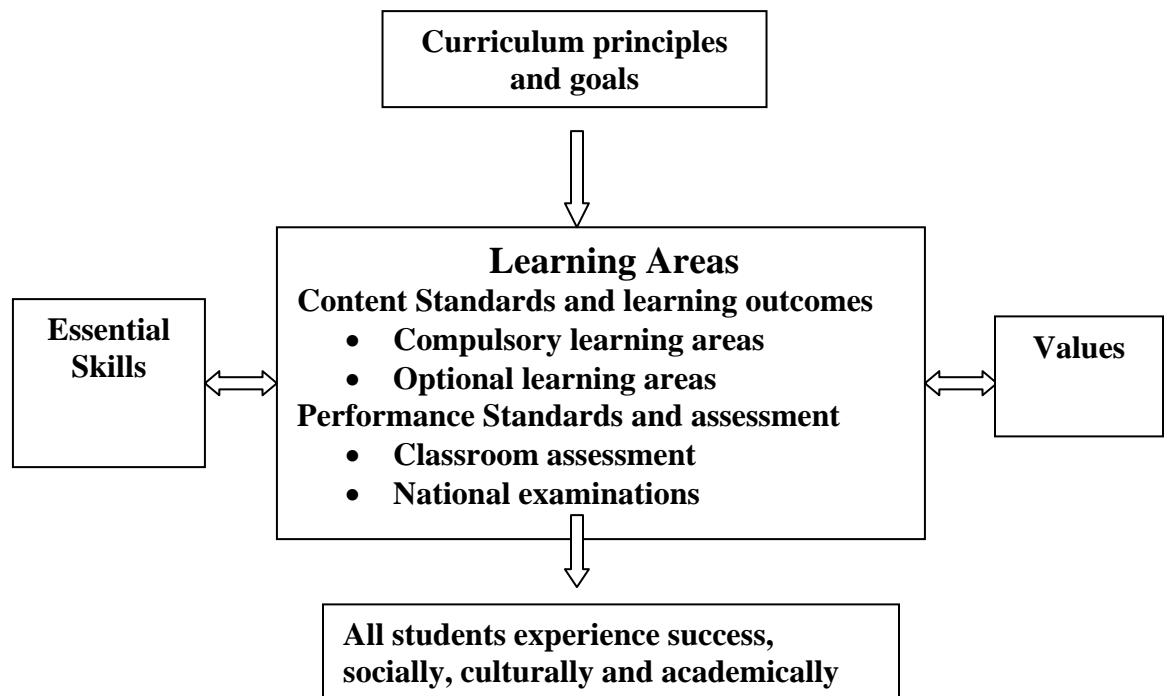 Curriculum principles
and goals
Learning Areas
Content Standards and learning outcomes
• Compulsory learning areas
• Optional learning areas
Performance Standards and assessment
• Classroom assessment
• National examinations
Essential
Skills
Values
All students experience success,
socially, culturally and academically